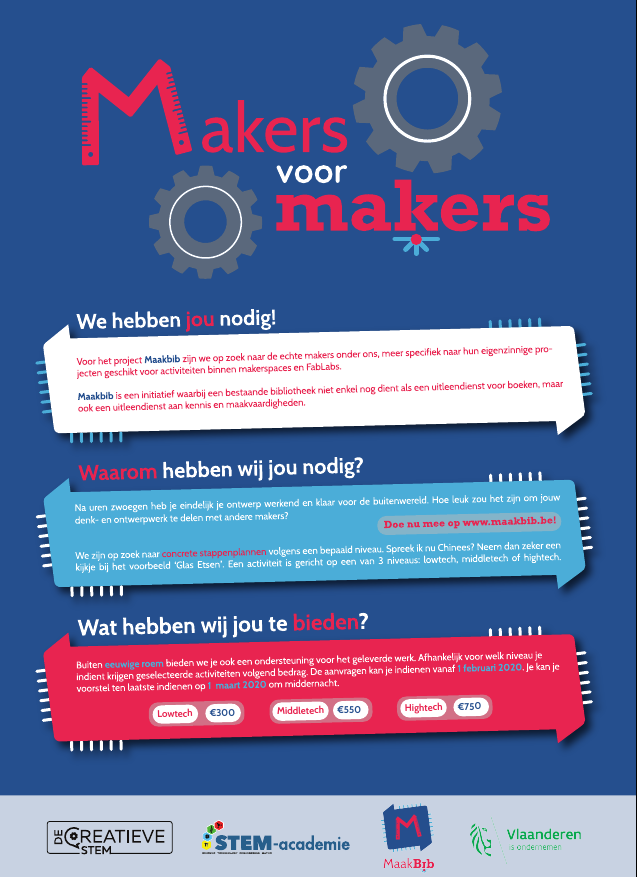 Makers
voor
makers
We hebben jou nodig!
Voor het project Maakbib zijn we op zoek naar de echte makers onder ons, meer specifiek naar hun eigenzinnige pro-
jecten geschikt voor activiteiten binnen makerspaces en FabLabs.
Maakbib is een initiatief waarbij een bestaande bibliotheek niet enkel nog dient als een uitleendienst voor boeken, maar
ook een uitleendienst aan kennis en maakvaardigheden.
Waarom hebben wij jou nodig?
Na uren zwoegen heb je eindelijk je ontwerp werkend en klaar voor de buitenwereld. Hoe leuk zou het zijn om jouw
denk- en ontwerpwerk te delen met andere makers?
Doe nu mee op www.maakbib.be!
We zijn op zoek naar concrete stappenplannen volgens een bepaald niveau. Spreek ik nu Chinees? Neem dan zeker een
kijkje bij het voorbeeld 'Glas Etsen'. Een activiteit is gericht op een van 3 niveaus: lowtech, middletech of hightech.
Wat hebben wij jou te bieden?
Buiten eeuwige roem bieden we je ook een ondersteuning voor het geleverde werk. Afhankelijk voor welk niveau je
indient krijgen geselecteerde activiteiten volgend bedrag. De aanvragen kan je indienen vanaf 1 februari 2020. Je kan je
voorstel ten laatste indienen op 1 maart 2020 om middernacht.
Lowtech €300 Middletech €550 Hightech €750
DE CREATIEVE
STEM
STEM-academie
MaakBib
Vlaanderen
is ondernemen